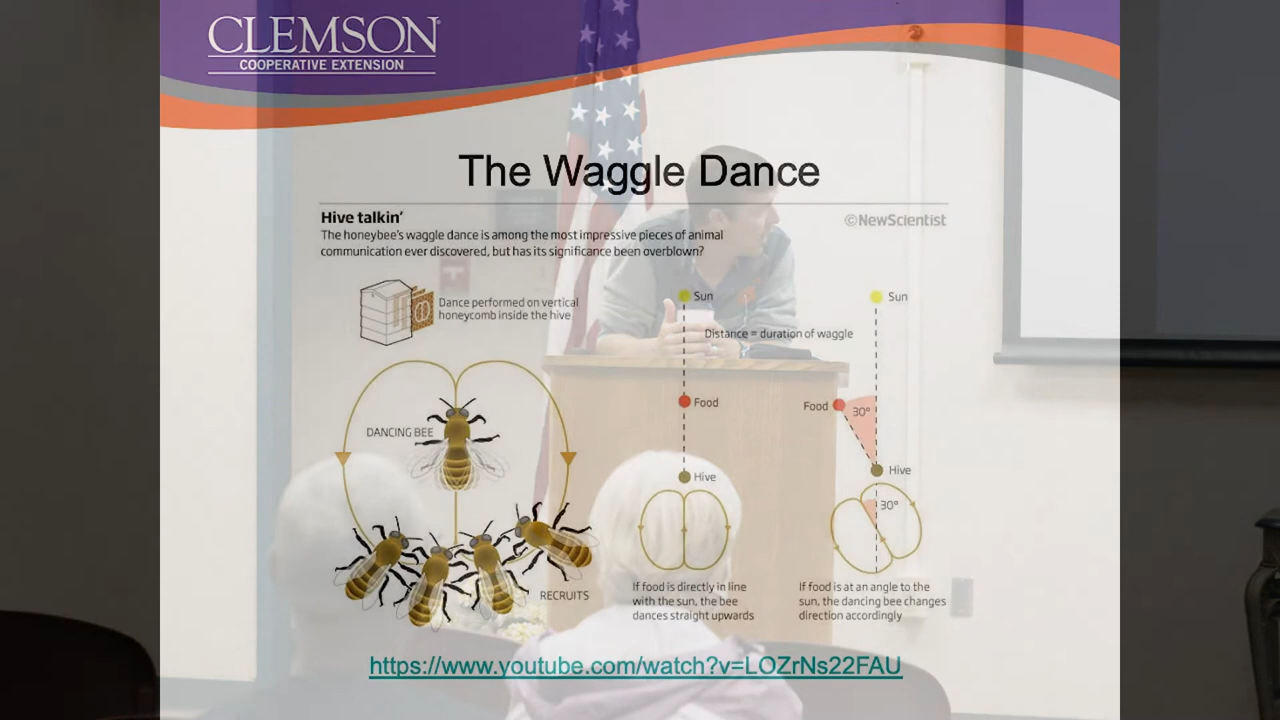 CLEMSON
COOPERATIVE EXTENSION
The Waggle Dance
Hive talkin'
©NewScientist
The honeybee's waggle dance is among the most impressive pieces of animal
communication ever discovered, but has its significance been overblown?
Dance performed on vertical
honeycomb inside the hive
DANCING BEE
RECRUITS
Sun
Distance = duration of waggle
Food
Hive
If food is directly in line
with the sun, the bee
dances straight upwards
Sun
Food
30°
Hive
30°
If food is at an angle to the
sun, the dancing bee changes
direction accordingly
https://www.youtube.com/watch?v=LOZrNs22FAU